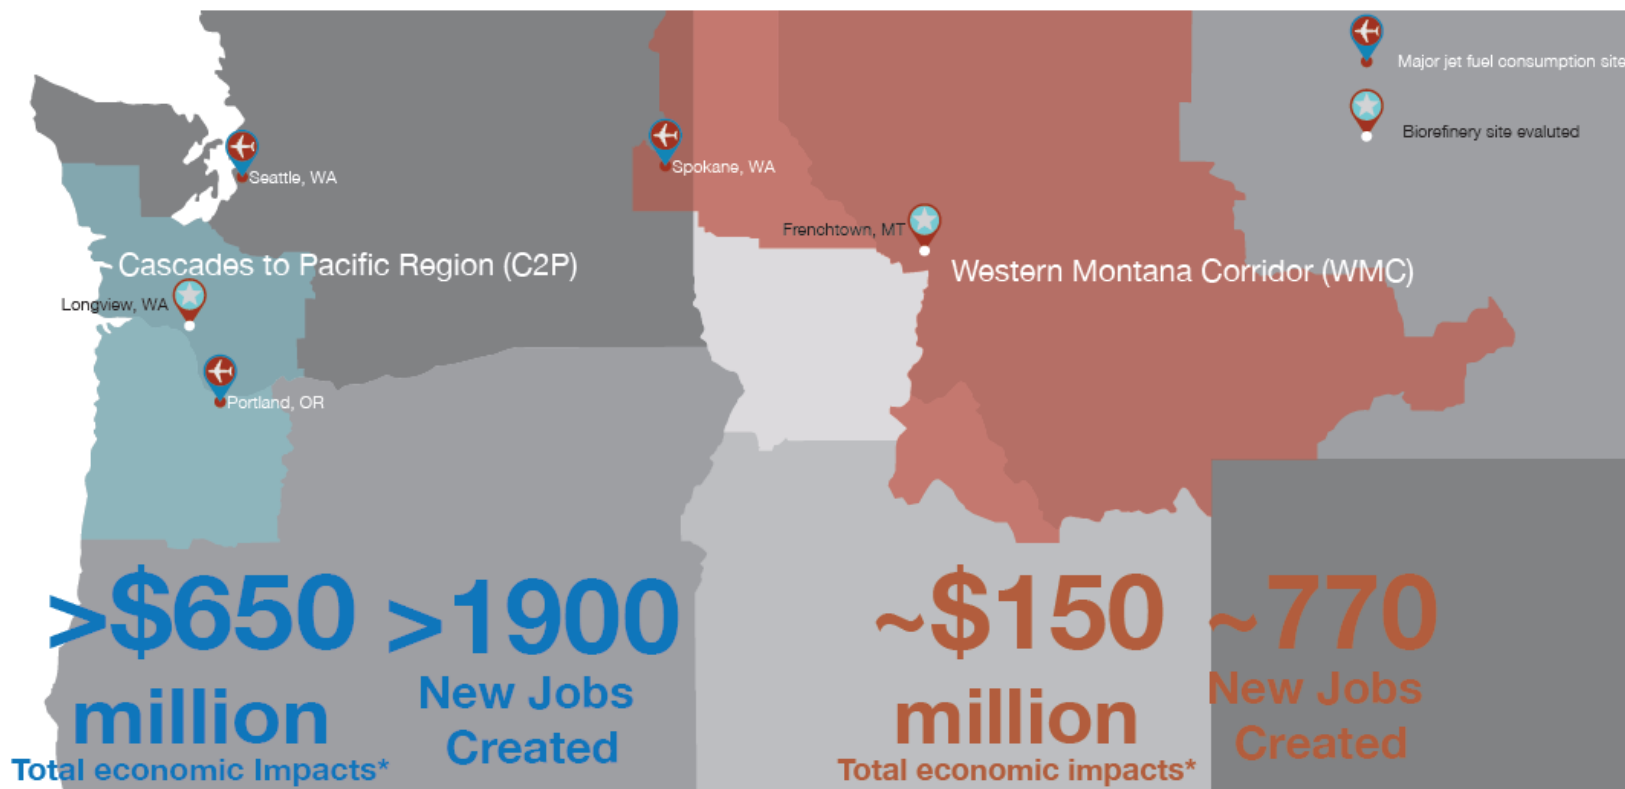 Major jet fuel consumption site
Biorefinery site evaluted
Seattle, WA
Spokane, WA
Frenchtown, MT
Cascades to Pacific Region (C2P)
Western Montana Corridor (WMC)
Longview, WA
Portland, OR
>$650
million
Total economic Impacts*
>1900
New Jobs
Created
~$150
million
Total economic impacts*
~770
New Jobs
Created